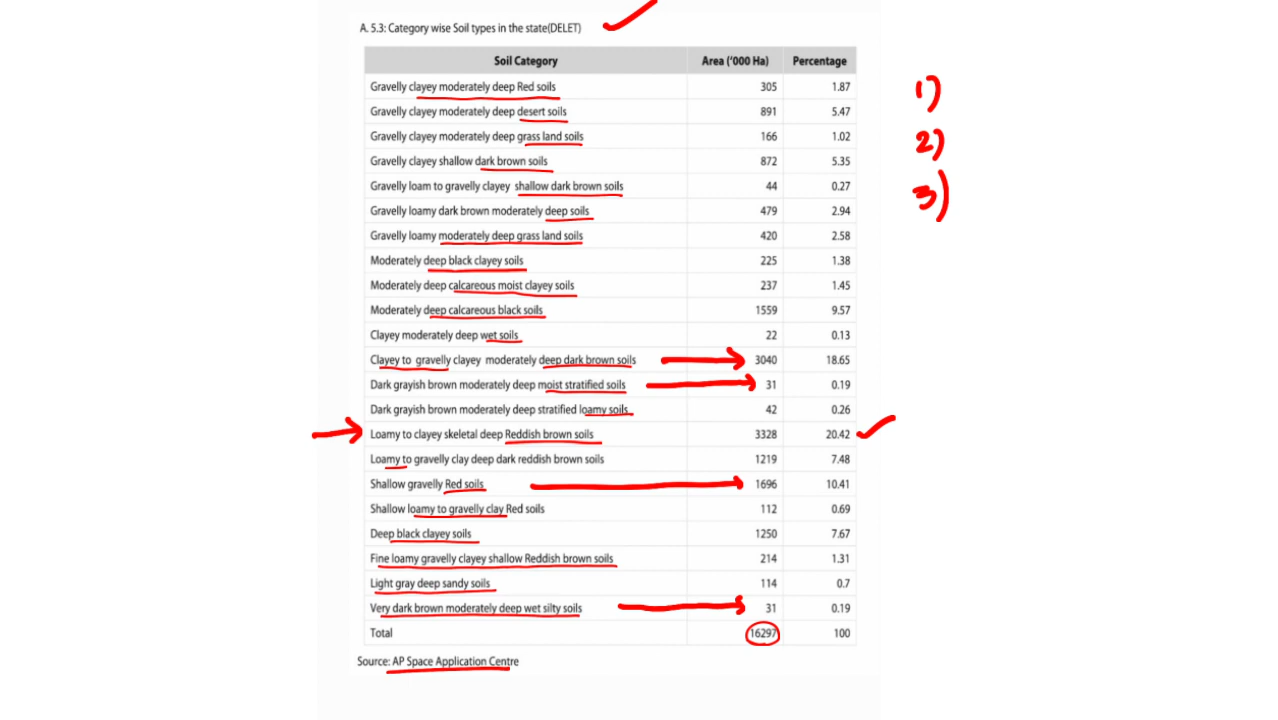 A. 5.3: Category wise Soil types in the state(DELET)
Soil Category Area ('000 Ha) Percentage
Gravelly clayey moderately deep Red soils 305 1.87
Gravelly clayey moderately deep desert soils 891 5.47
Gravelly clayey moderately deep grass land soils 166 1.02
Gravelly clayey shallow dark brown soils 872 5.35
Gravelly loam to gravelly clayey shallow dark brown soils 44 0.27
Gravelly loamy dark brown moderately deep soils 479 2.94
Gravelly loamy moderately deep grass land soils 420 2.58
Moderately deep black clayey soils 225 1.38
Moderately deep calcareous moist clayey soils 237 1.45
Moderately deep calcareous black soils 1559 9.57
Clayey moderately deep wet soils 22 0.13
Clayey to gravelly clayey moderately deep dark brown soils 3040 18.65
Dark grayish brown moderately deep moist stratified soils 31 0.19
Dark grayish brown moderately deep stratified loamy soils 42 0.26
Loamy to clayey skeletal deep Reddish brown soils 3328 20.42
Loamy to gravelly clay deep dark reddish brown soils 1219 7.48
Shallow gravelly Red soils 1696 10.41
Shallow loamy to gravelly clay Red soils 112 0.69
Deep black clayey soils 1250 7.67
Fine loamy gravelly clayey shallow Reddish brown soils 214 1.31
Light gray deep sandy soils 114 0.7
Very dark brown moderately deep wet silty soils 31 0.19
Total 16297 100
Source: AP Space Application Centre
1)
2)
3)